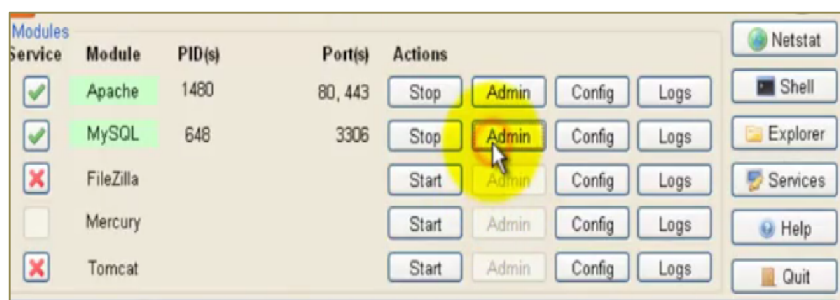 Modules
Service Module PID(s) Port(s) Actions
Netstat
Apache 1480 80, 443 Stop Admin Config Logs
Shell
MySQL 648 3306 Stop Admin Config Logs
Explorer
FileZilla Start Admin Config Logs
Services
Mercury Start Admin Config Logs
Help
Tomcat Start Admin Config Logs
Quit